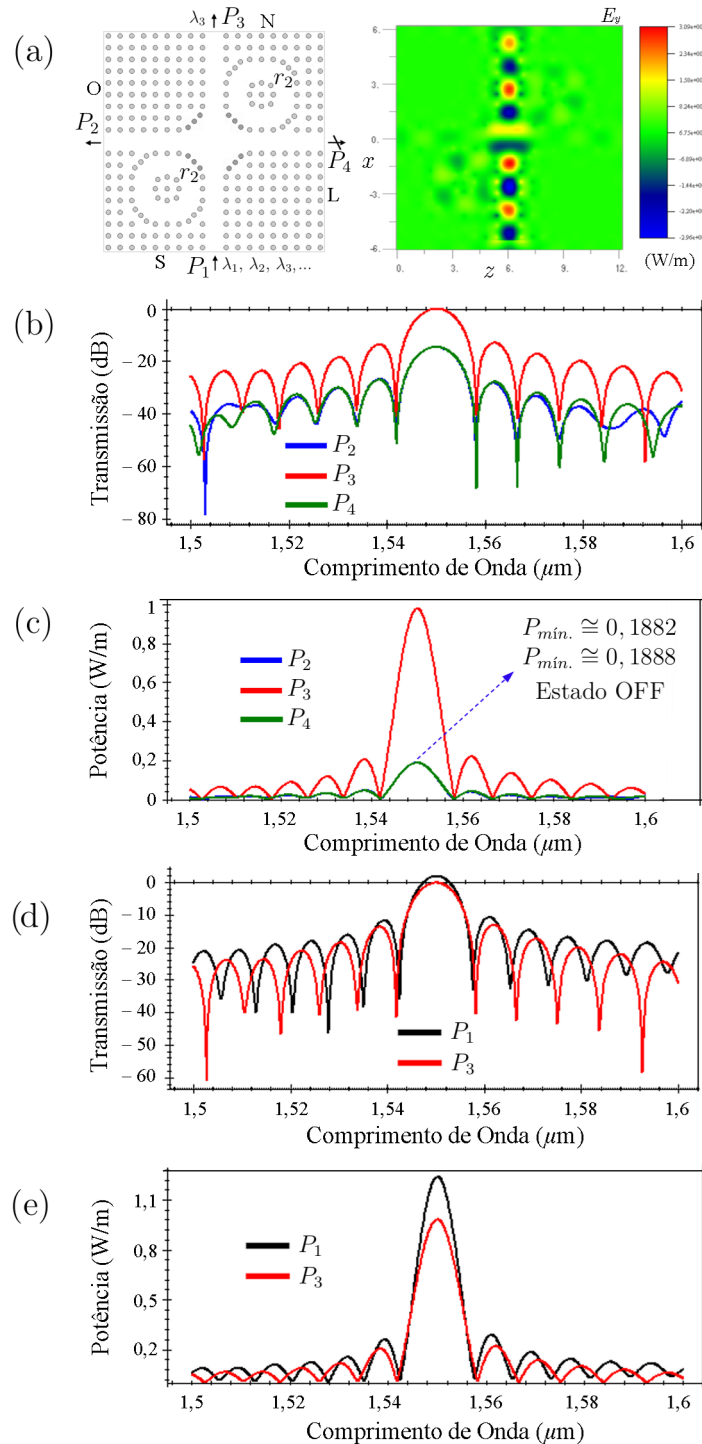 (a)
λ₃ P₃ N
r₂
O
P₂
P₄
r₂
L
S
P₁ λ₁, λ₂, λ₃,...
E_y
6.
3.
x 0.
-3.
-6.
0. 3. 6. 9. 12.
z
(W/m)
(b)
Transmissão (dB)
0
– 20
– 40
– 60
– 80
P₂
P₃
P₄
1,5 1,52 1,54 1,56 1,58 1,6
Comprimento de Onda (µm)
(c)
Potência (W/m)
1
0,8
0,6
0,4
0,2
0
P₂
P₃
P₄
P_mín. ≅ 0,1882
P_mín. ≅ 0,1888
Estado OFF
1,5 1,52 1,54 1,56 1,58 1,6
Comprimento de Onda (µm)
(d)
Transmissão (dB)
0
– 10
– 20
– 30
– 40
– 50
– 60
P₁
P₃
1,5 1,52 1,54 1,56 1,58 1,6
Comprimento de Onda (µm)
(e)
Potência (W/m)
1,1
0,8
0,5
0,2
P₁
P₃
1,5 1,52 1,54 1,56 1,58 1,6
Comprimento de Onda (µm)